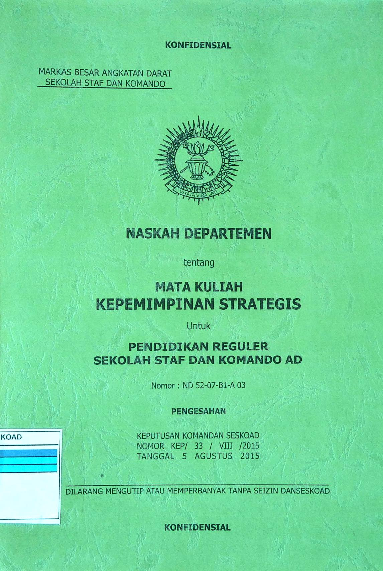 KONFIDENSIAL
MARKAS BESAR ANGKATAN DARAT
SEKOLAH STAF DAN KOMANDO
NASKAH DEPARTEMEN
tentang
MATA KULIAH
KEPEMIMPINAN STRATEGIS
Untuk
PENDIDIKAN REGULER
SEKOLAH STAF DAN KOMANDO AD
Nomor : ND 52-07-B1-A 03
PENGESAHAN
KEPUTUSAN KOMANDAN SESKOAD
NOMOR KEP/ 33 / VIII /2015
TANGGAL 5 AGUSTUS 2015
KOAD
DILARANG MENGUTIP ATAU MEMPERBANYAK TANPA SEIZIN DANSESKOAD
KONFIDENSIAL